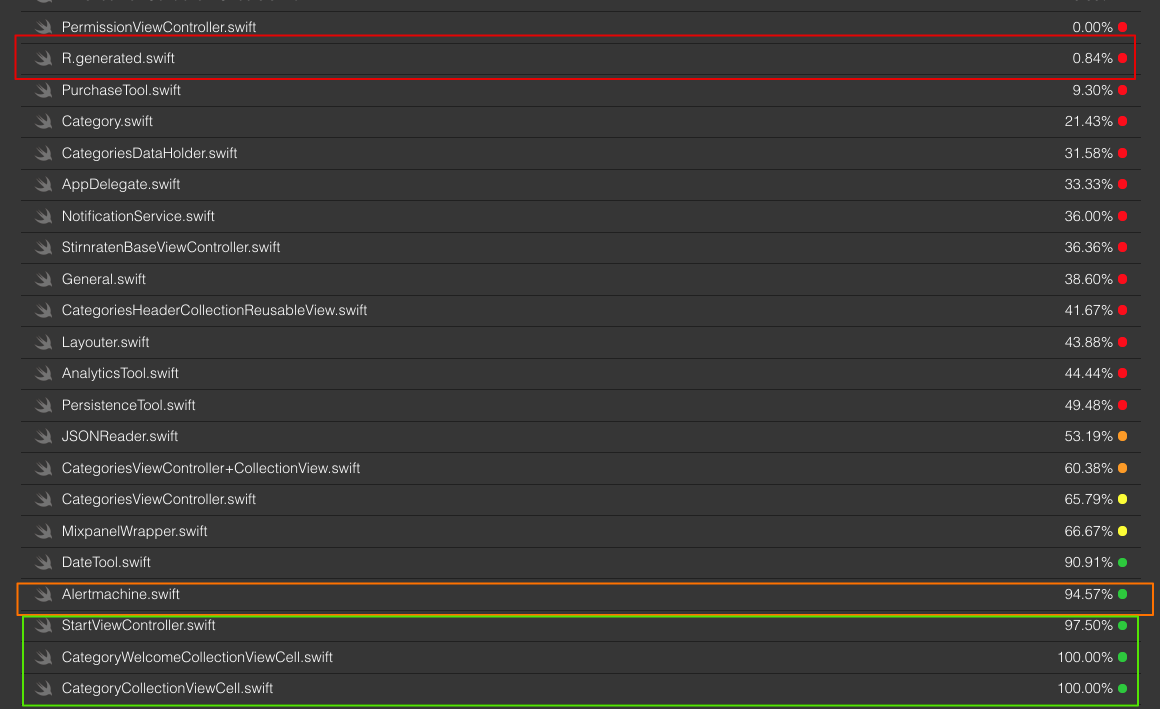 PermissionViewController.swift 0.00%
R.generated.swift 0.84%
PurchaseTool.swift 9.30%
Category.swift 21.43%
CategoriesDataHolder.swift 31.58%
AppDelegate.swift 33.33%
NotificationService.swift 36.00%
StirnratenBaseViewController.swift 36.36%
General.swift 38.60%
CategoriesHeaderCollectionReusableView.swift 41.67%
Layouter.swift 43.88%
AnalyticsTool.swift 44.44%
PersistenceTool.swift 49.48%
JSONReader.swift 53.19%
CategoriesViewController+CollectionView.swift 60.38%
CategoriesViewController.swift 65.79%
MixpanelWrapper.swift 66.67%
DateTool.swift 90.91%
Alertmachine.swift 94.57%
StartViewController.swift 97.50%
CategoryWelcomeCollectionViewCell.swift 100.00%
CategoryCollectionViewCell.swift 100.00%